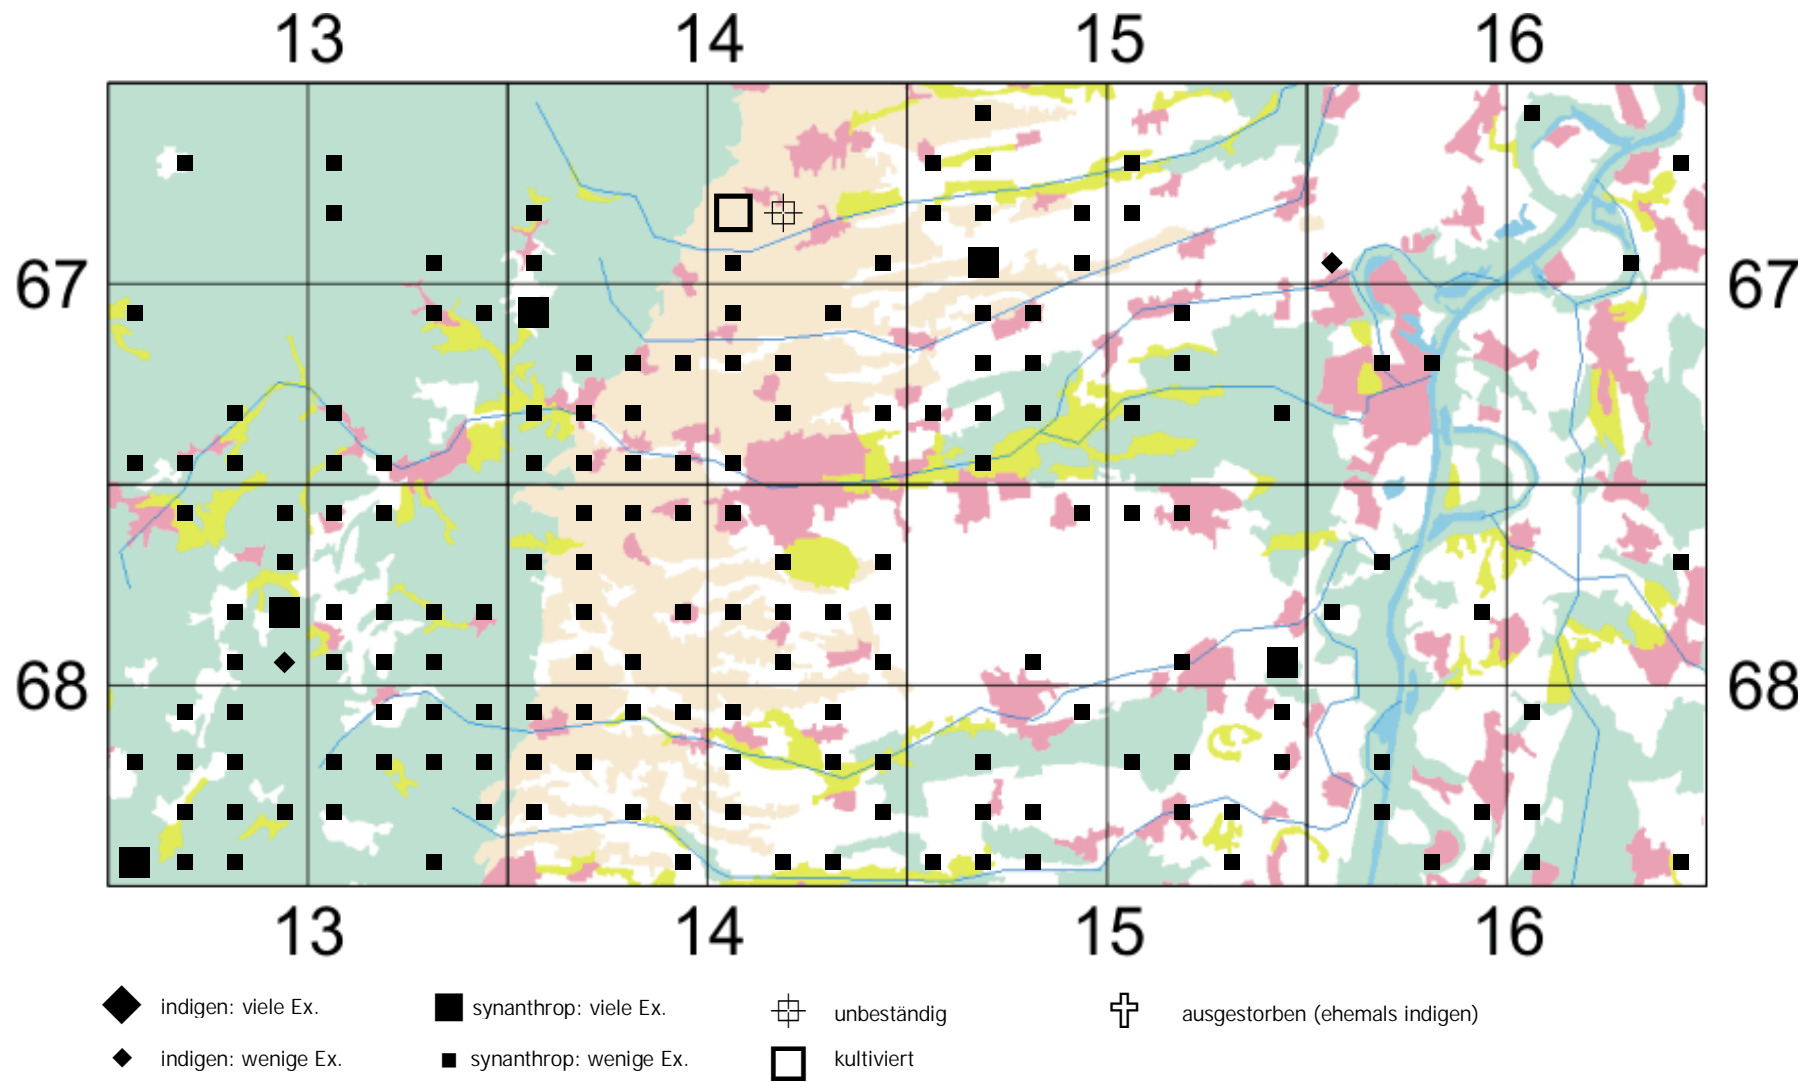 13 14 15 16
67 67
68 68
13 14 15 16
indigen: viele Ex. synanthrop: viele Ex. unbeständig ausgestorben (ehemals indigen)
indigen: wenige Ex. synanthrop: wenige Ex. kultiviert